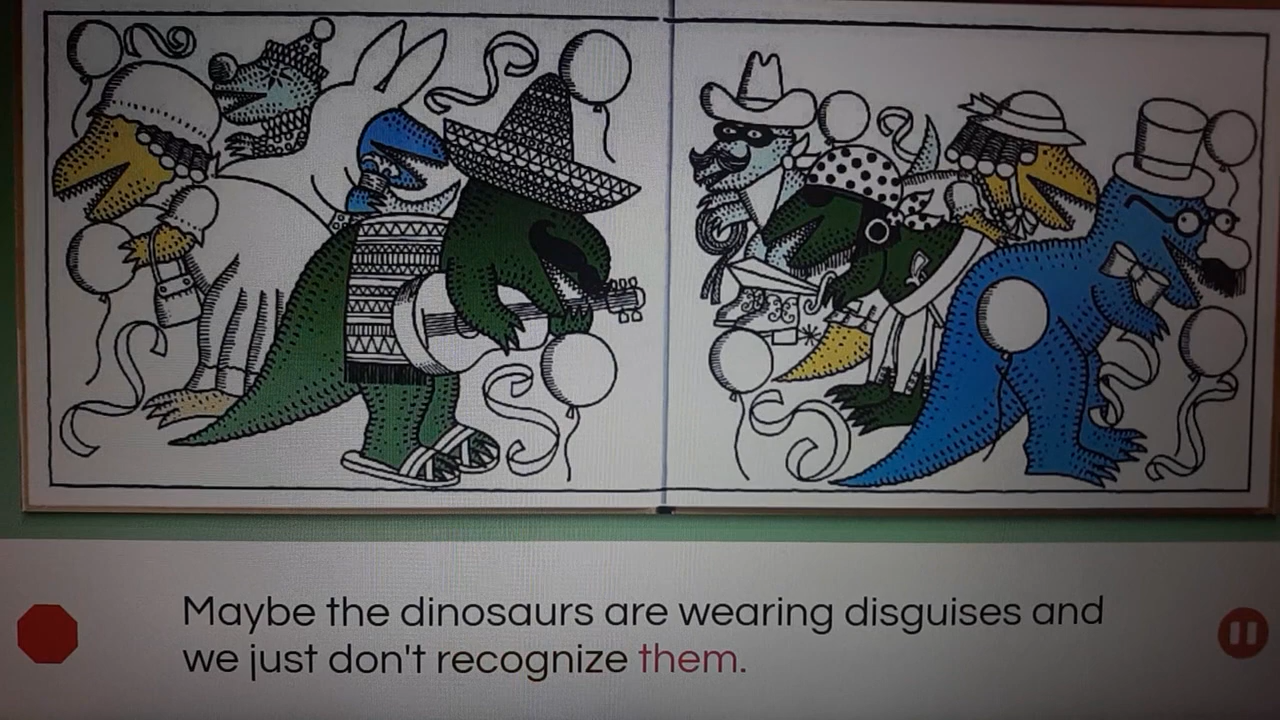 Maybe the dinosaurs are wearing disguises and
we just don't recognize them.